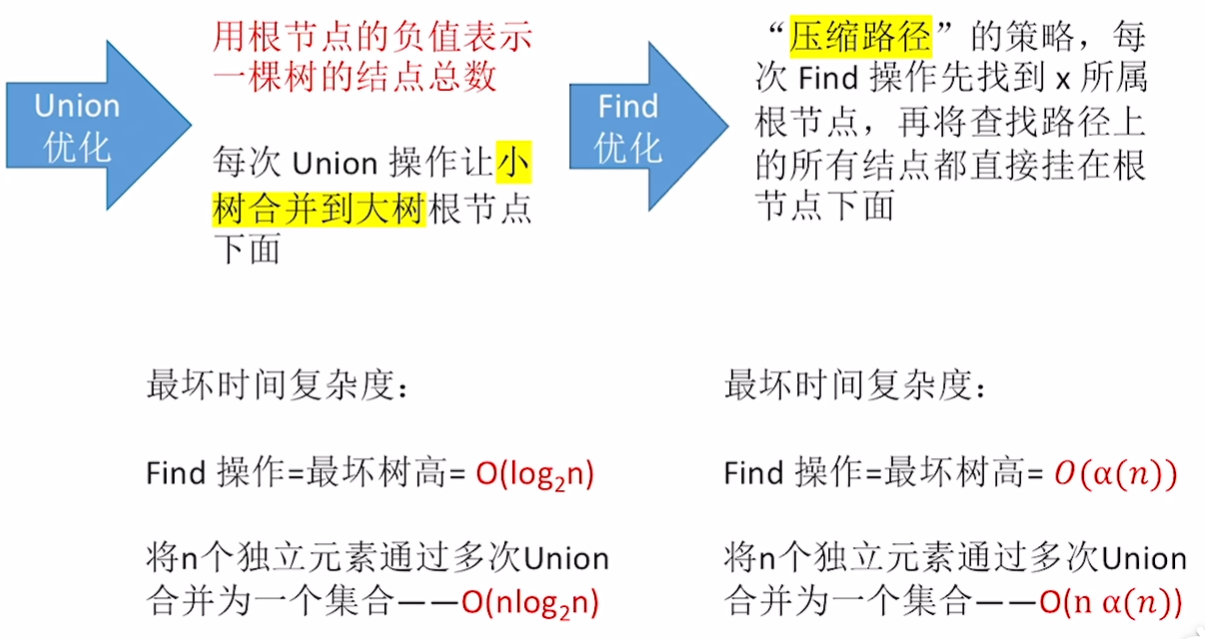 Union
优化
用根节点的负值表示
一棵树的结点总数
每次 Union 操作让小
树合并到大树根节点
下面
Find
优化
“压缩路径”的策略，每
次 Find 操作先找到 x 所属
根节点，再将查找路径上
的所有结点都直接挂在根
节点下面
最坏时间复杂度：
Find 操作=最坏树高= O(log₂n)
将n个独立元素通过多次Union
合并为一个集合——O(nlog₂n)
最坏时间复杂度：
Find 操作=最坏树高= O(α(n))
将n个独立元素通过多次Union
合并为一个集合——O(n α(n))